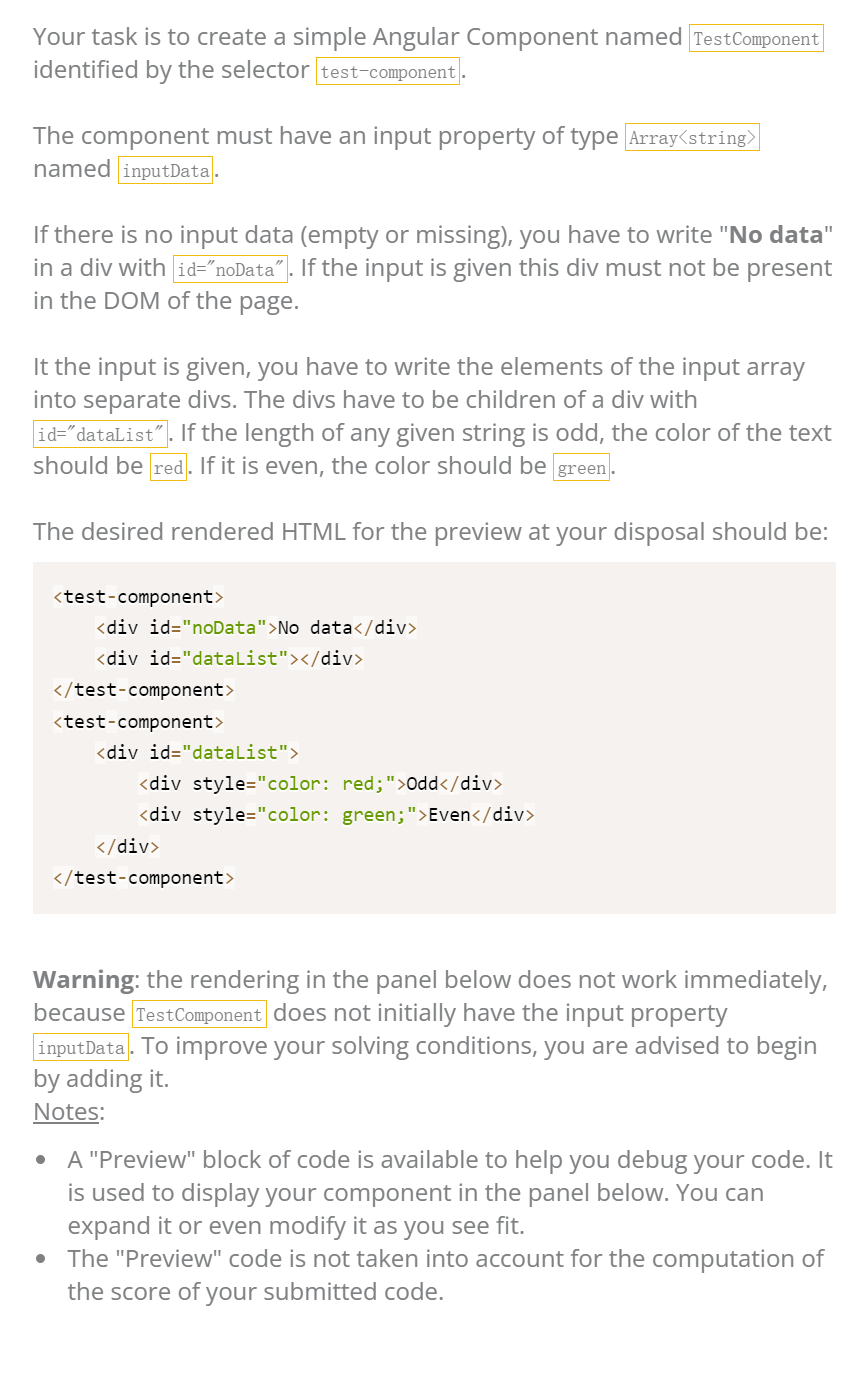 Your task is to create a simple Angular Component named TestComponent
identified by the selector test-component.
The component must have an input property of type Array<string>
named inputData.
If there is no input data (empty or missing), you have to write "No data"
in a div with id="noData". If the input is given this div must not be present
in the DOM of the page.
It the input is given, you have to write the elements of the input array
into separate divs. The divs have to be children of a div with
id="dataList". If the length of any given string is odd, the color of the text
should be red. If it is even, the color should be green.
The desired rendered HTML for the preview at your disposal should be:
<test-component>
    <div id="noData">No data</div>
    <div id="dataList"></div>
</test-component>
<test-component>
    <div id="dataList">
        <div style="color: red;">Odd</div>
        <div style="color: green;">Even</div>
    </div>
</test-component>
Warning: the rendering in the panel below does not work immediately,
because TestComponent does not initially have the input property
inputData. To improve your solving conditions, you are advised to begin
by adding it.
Notes:
• A "Preview" block of code is available to help you debug your code. It
is used to display your component in the panel below. You can
expand it or even modify it as you see fit.
• The "Preview" code is not taken into account for the computation of
the score of your submitted code.